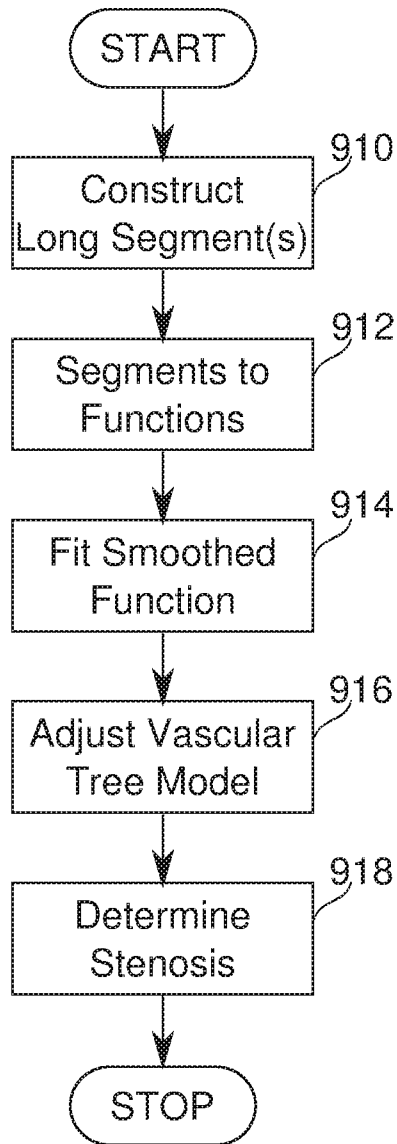 START
910
Construct
Long Segment(s)
912
Segments to
Functions
914
Fit Smoothed
Function
916
Adjust Vascular
Tree Model
918
Determine
Stenosis
STOP